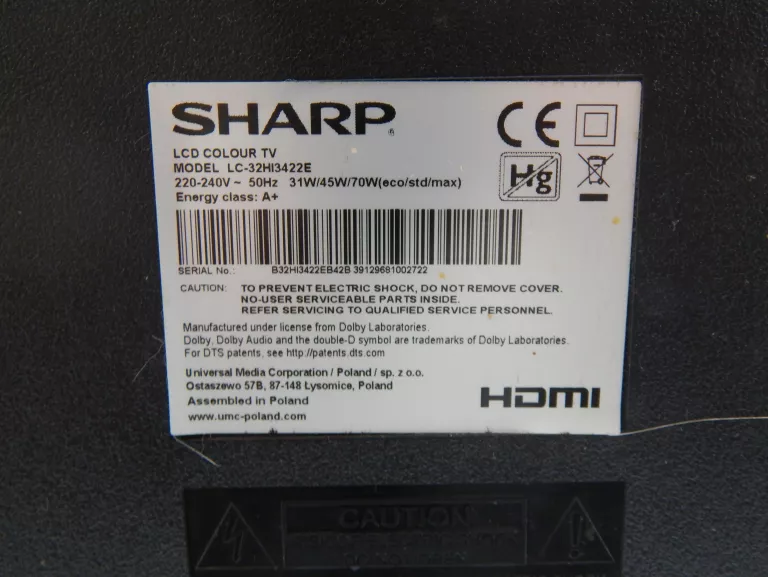 SHARP
LCD COLOUR TV
MODEL LC-32HI3422E
220-240V ~ 50Hz 31W/45W/70W(eco/std/max)
Energy class: A+
CE
Hg
SERIAL No.: B32HI3422EB42B 39129681002722
CAUTION: TO PREVENT ELECTRIC SHOCK, DO NOT REMOVE COVER.
NO-USER SERVICEABLE PARTS INSIDE.
REFER SERVICING TO QUALIFIED SERVICE PERSONNEL.
Manufactured under license from Dolby Laboratories.
Dolby, Dolby Audio and the double-D symbol are trademarks of Dolby Laboratories.
For DTS patents, see http://patents.dts.com
Universal Media Corporation / Poland / sp. z o.o.
Ostaszewo 57B, 87-148 Łysomice, Poland
Assembled in Poland
www.umc-poland.com
HDMI
CAUTION